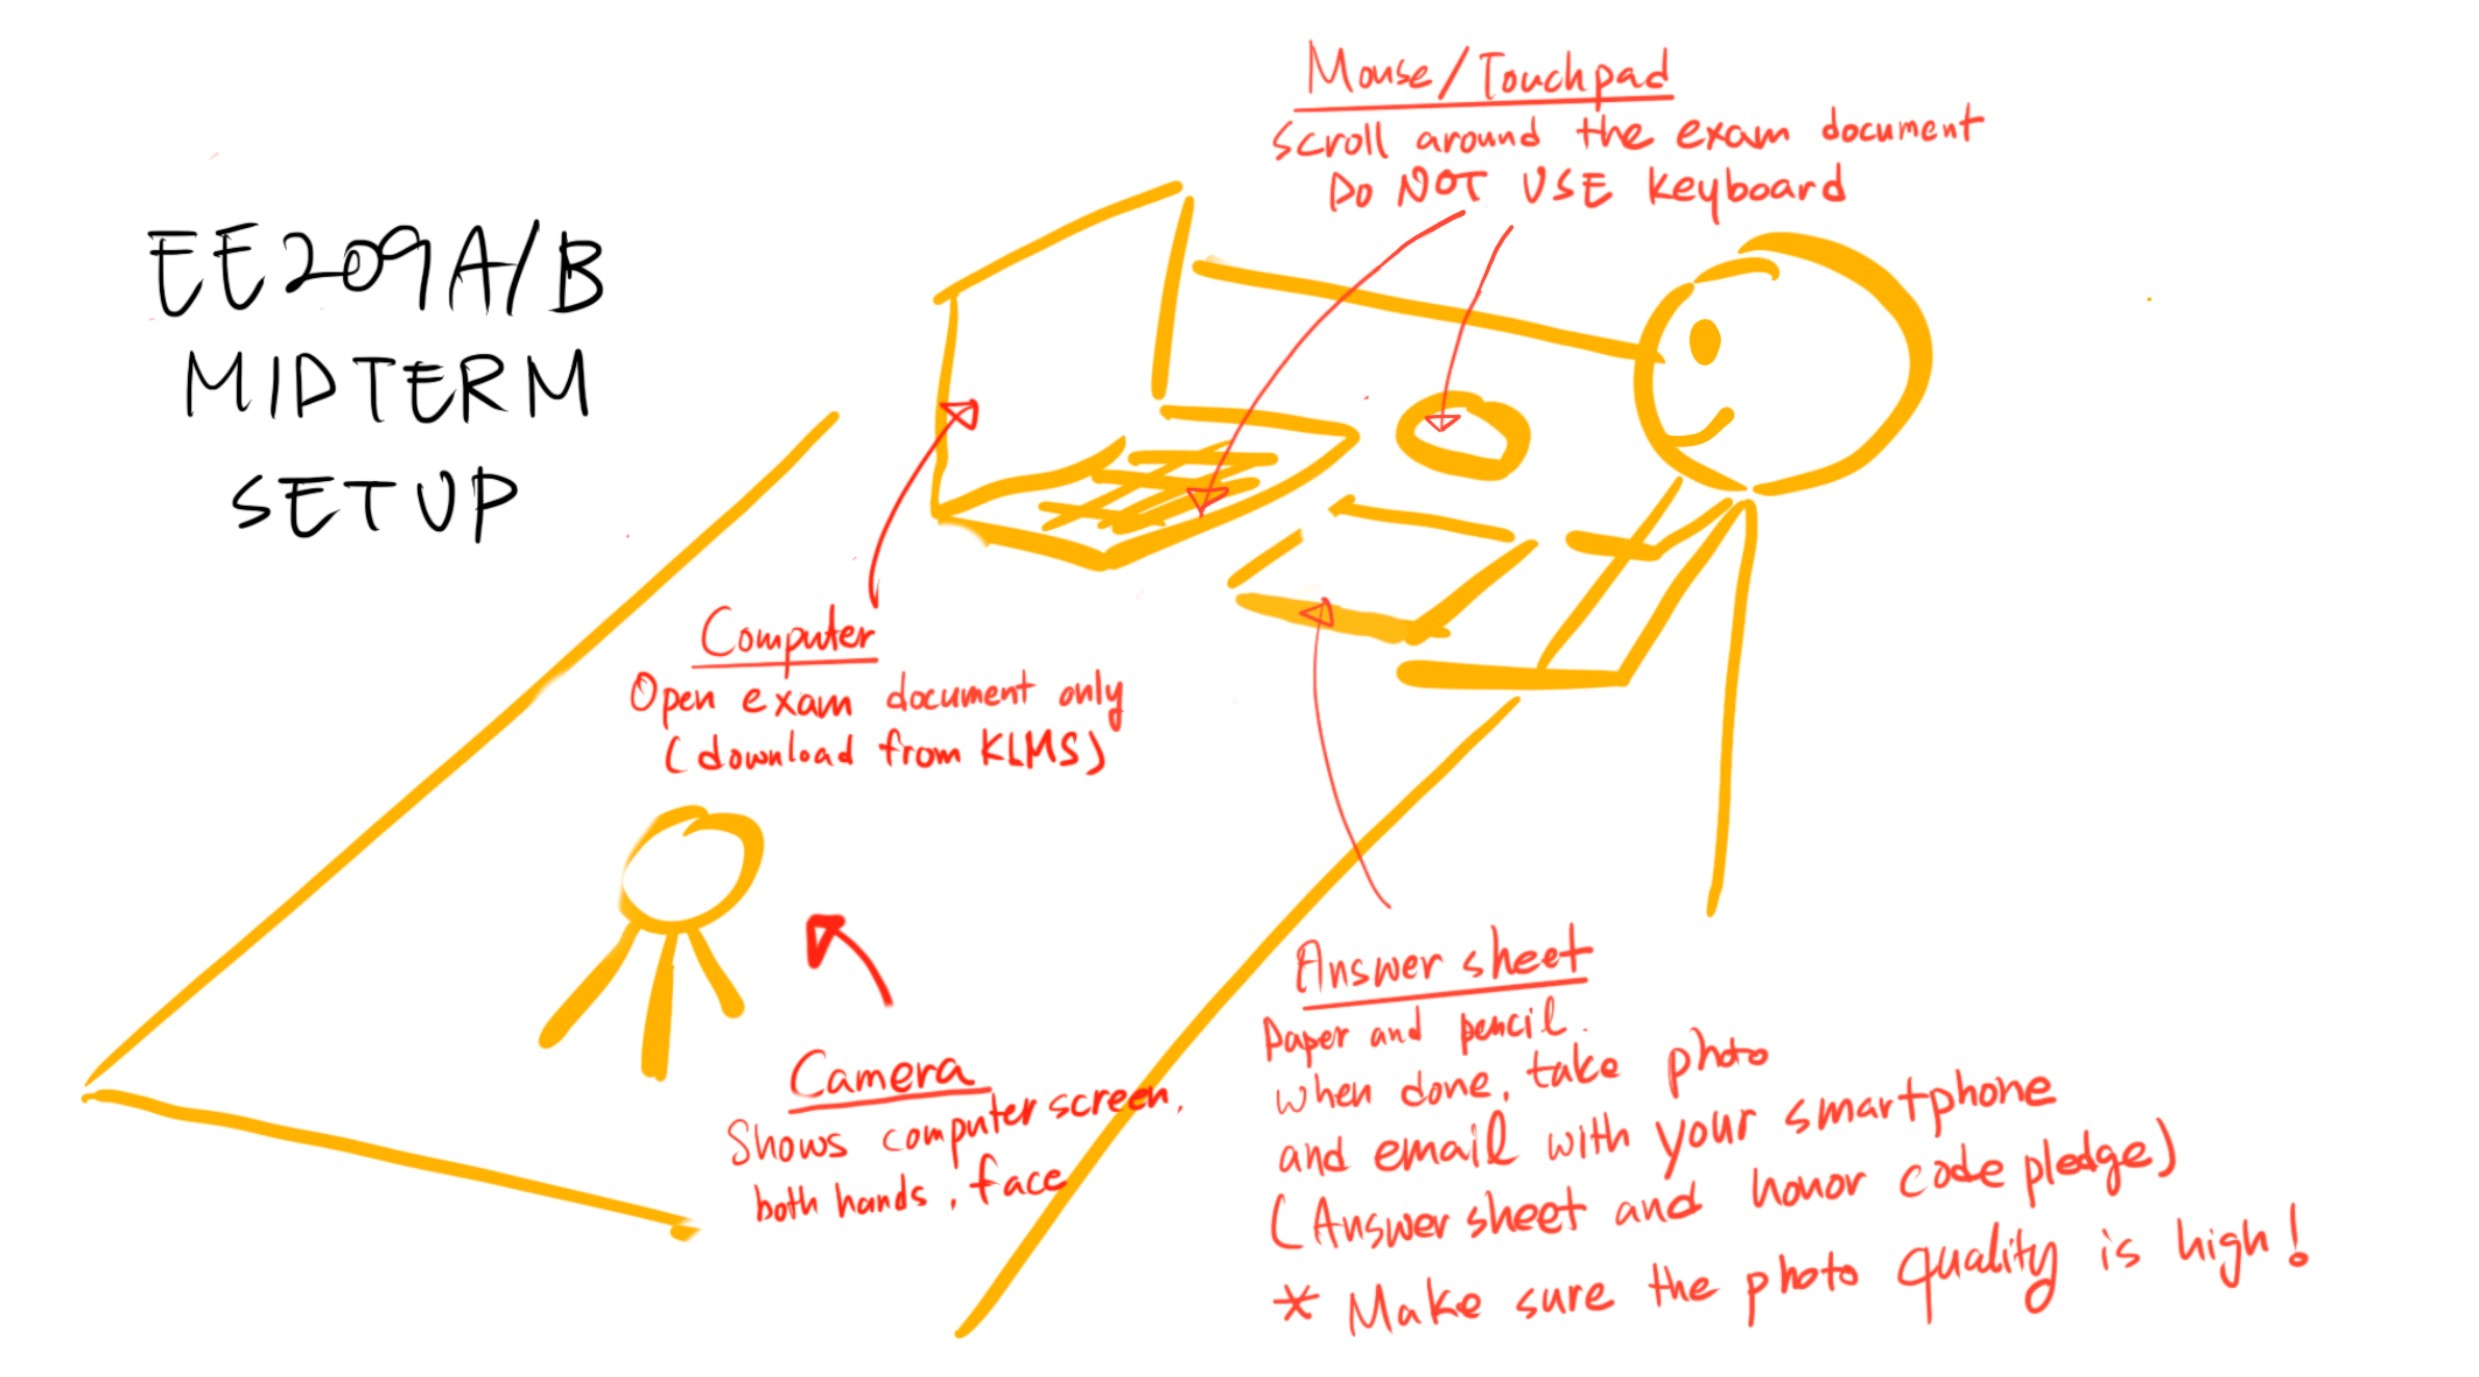 EE209A/B
MIDTERM
SETUP
Mouse/Touchpad
scroll around the exam document
Do NOT USE keyboard
Computer
Open exam document only
(download from KLMS)
Camera
Shows computer screen,
both hands, face
Answer sheet
paper and pencil.
when done, take photo
and email with your smartphone
(Answer sheet and honor code pledge)
* Make sure the photo quality is high!